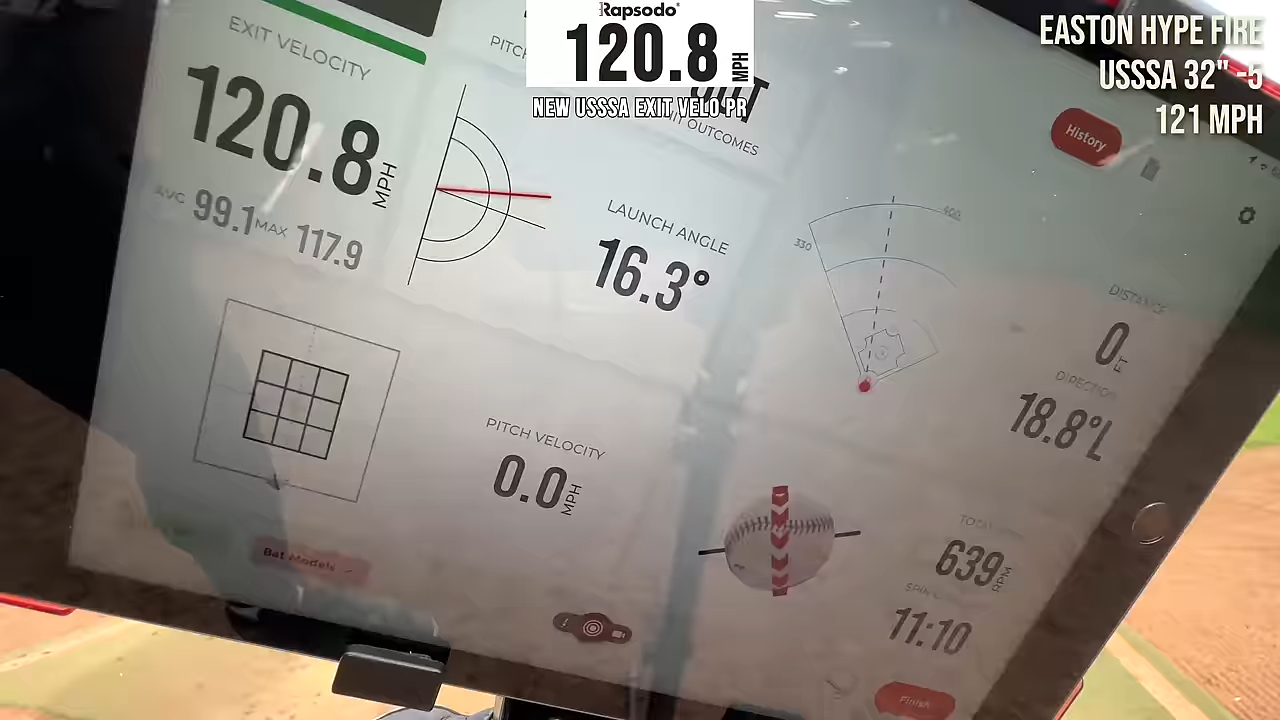 Rapsodo
120.8 MPH
NEW USSSA EXIT VELO PR
EASTON HYPE FIRE
USSSA 32" -5
121 MPH
EXIT VELOCITY
120.8 MPH
AVG 99.1 MAX 117.9
OUTCOMES
LAUNCH ANGLE
16.3°
History
330
400
DISTANCE
0 FT
DIRECTION
18.8°L
PITCH VELOCITY
0.0 MPH
639 RPM
11:10
Bat Models
Finish